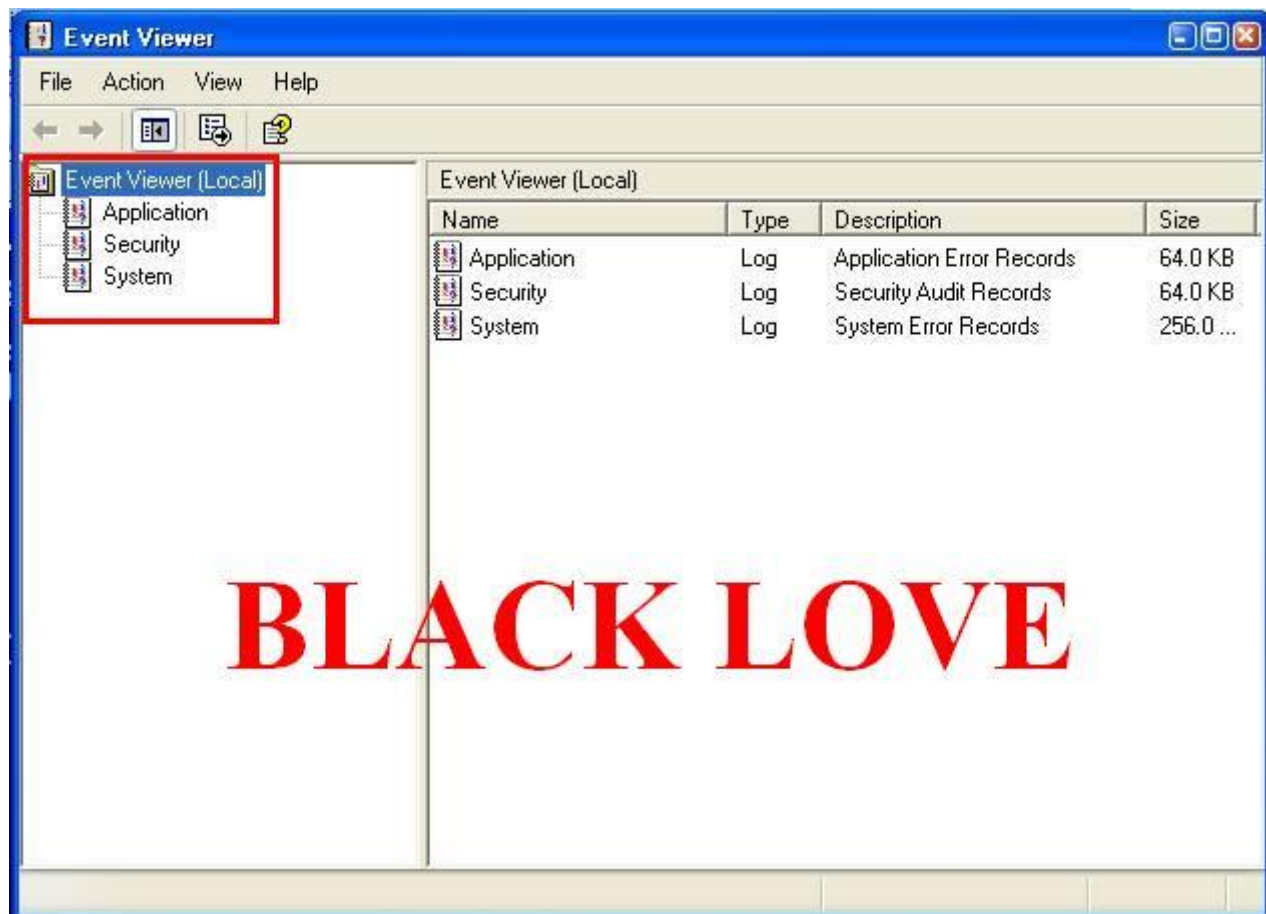 Event Viewer
File Action View Help
Event Viewer (Local)
Application
Security
System
Event Viewer (Local)
Name Type Description Size
Application Log Application Error Records 64.0 KB
Security Log Security Audit Records 64.0 KB
System Log System Error Records 256.0 ...
BLACK LOVE